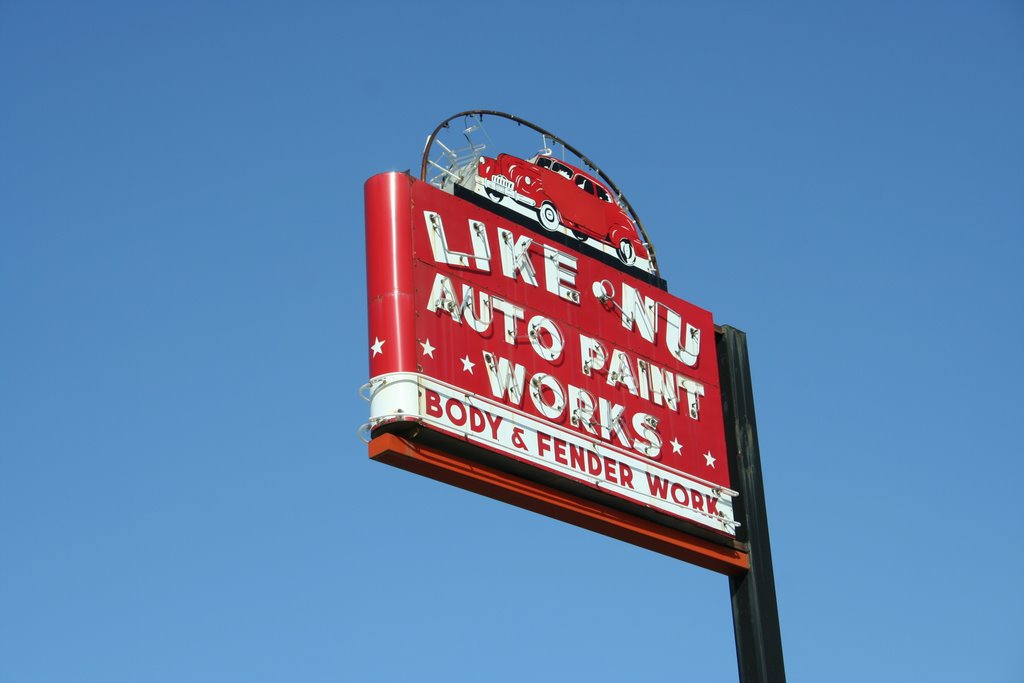 LIKE • NU
AUTO PAINT
WORKS
BODY & FENDER WORK